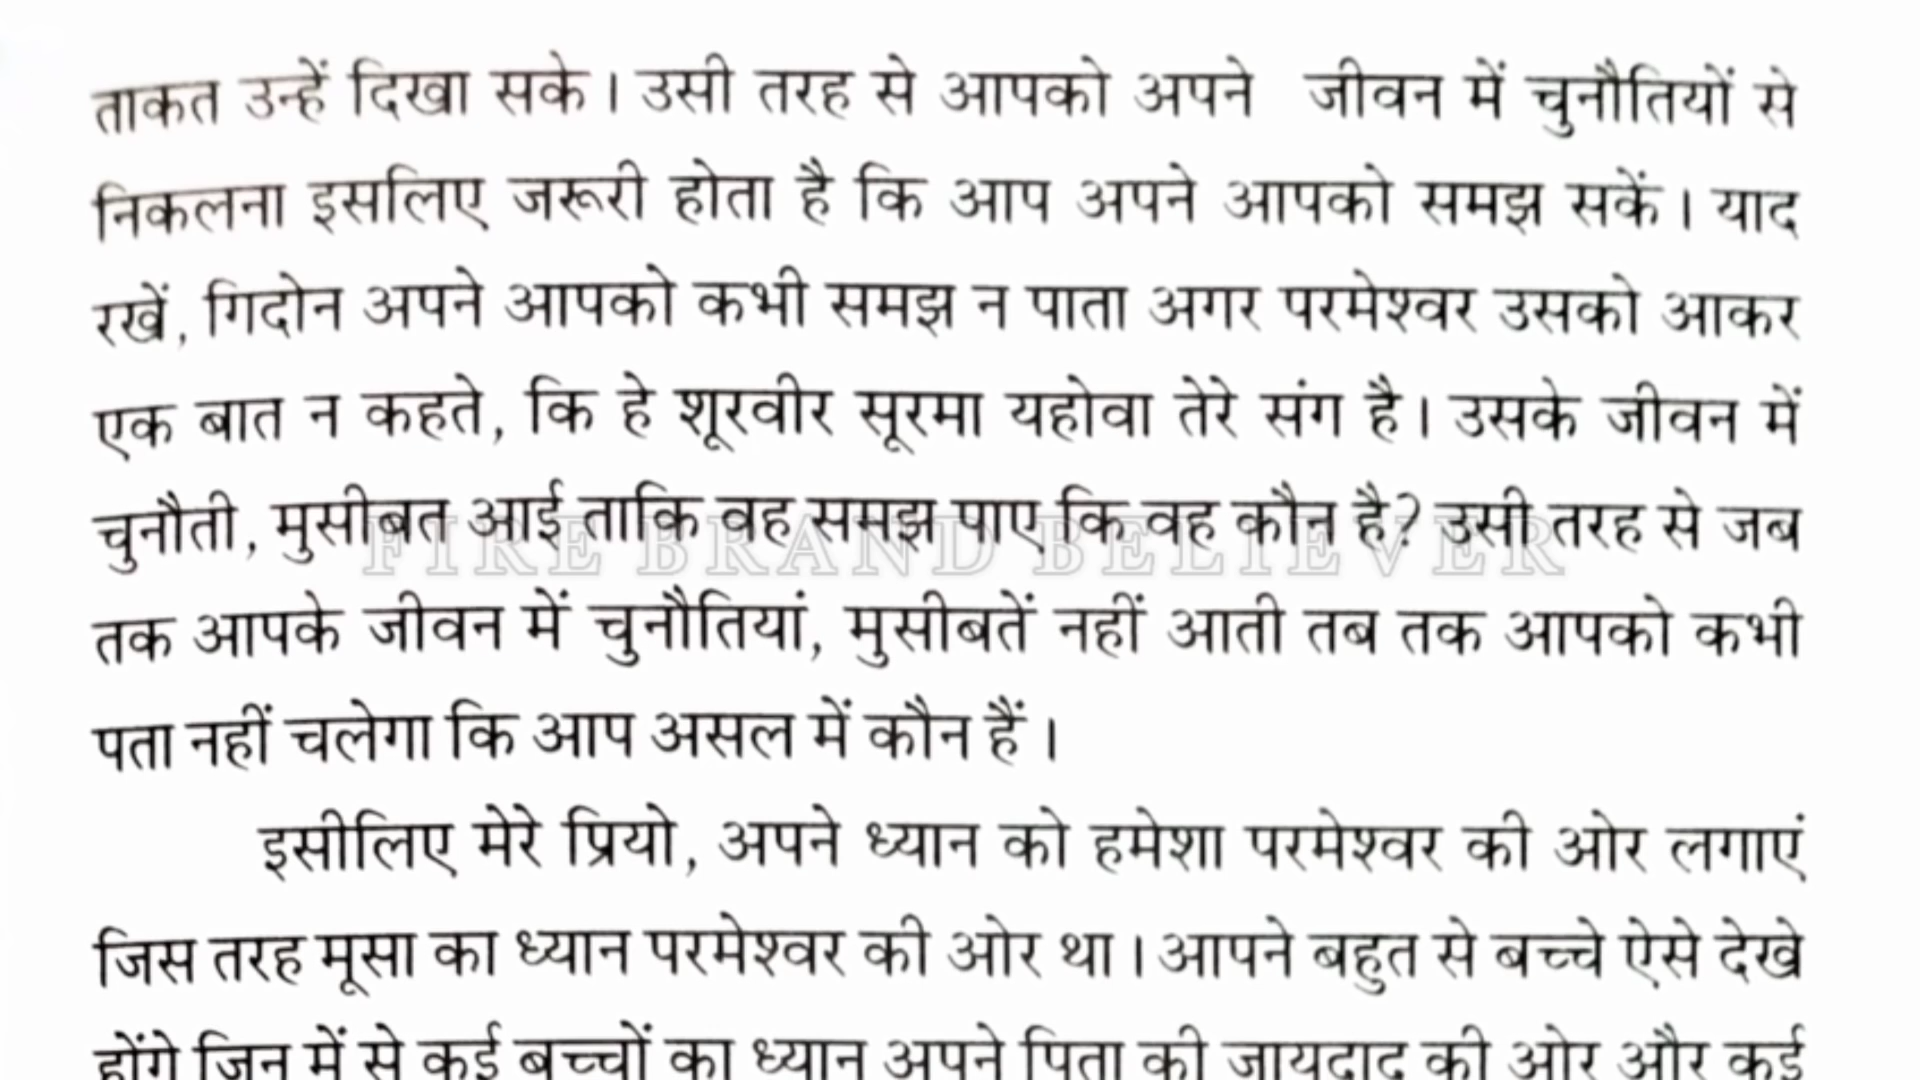 ताकत उन्हें दिखा सके। उसी तरह से आपको अपने जीवन में चुनौतियों से
निकलना इसलिए जरूरी होता है कि आप अपने आपको समझ सकें। याद
रखें, गिदोन अपने आपको कभी समझ न पाता अगर परमेश्वर उसको आकर
एक बात न कहते, कि हे शूरवीर सूरमा यहोवा तेरे संग है। उसके जीवन में
चुनौती, मुसीबत आई ताकि वह समझ पाए कि वह कौन है? उसी तरह से जब
FIRE BRAND BELIEVER
तक आपके जीवन में चुनौतियां, मुसीबतें नहीं आती तब तक आपको कभी
पता नहीं चलेगा कि आप असल में कौन हैं।
इसीलिए मेरे प्रियो, अपने ध्यान को हमेशा परमेश्वर की ओर लगाएं
जिस तरह मूसा का ध्यान परमेश्वर की ओर था। आपने बहुत से बच्चे ऐसे देखे
होंगे जिन में से कई बच्चों का ध्यान अपने पिता की जायदाद की ओर और कई